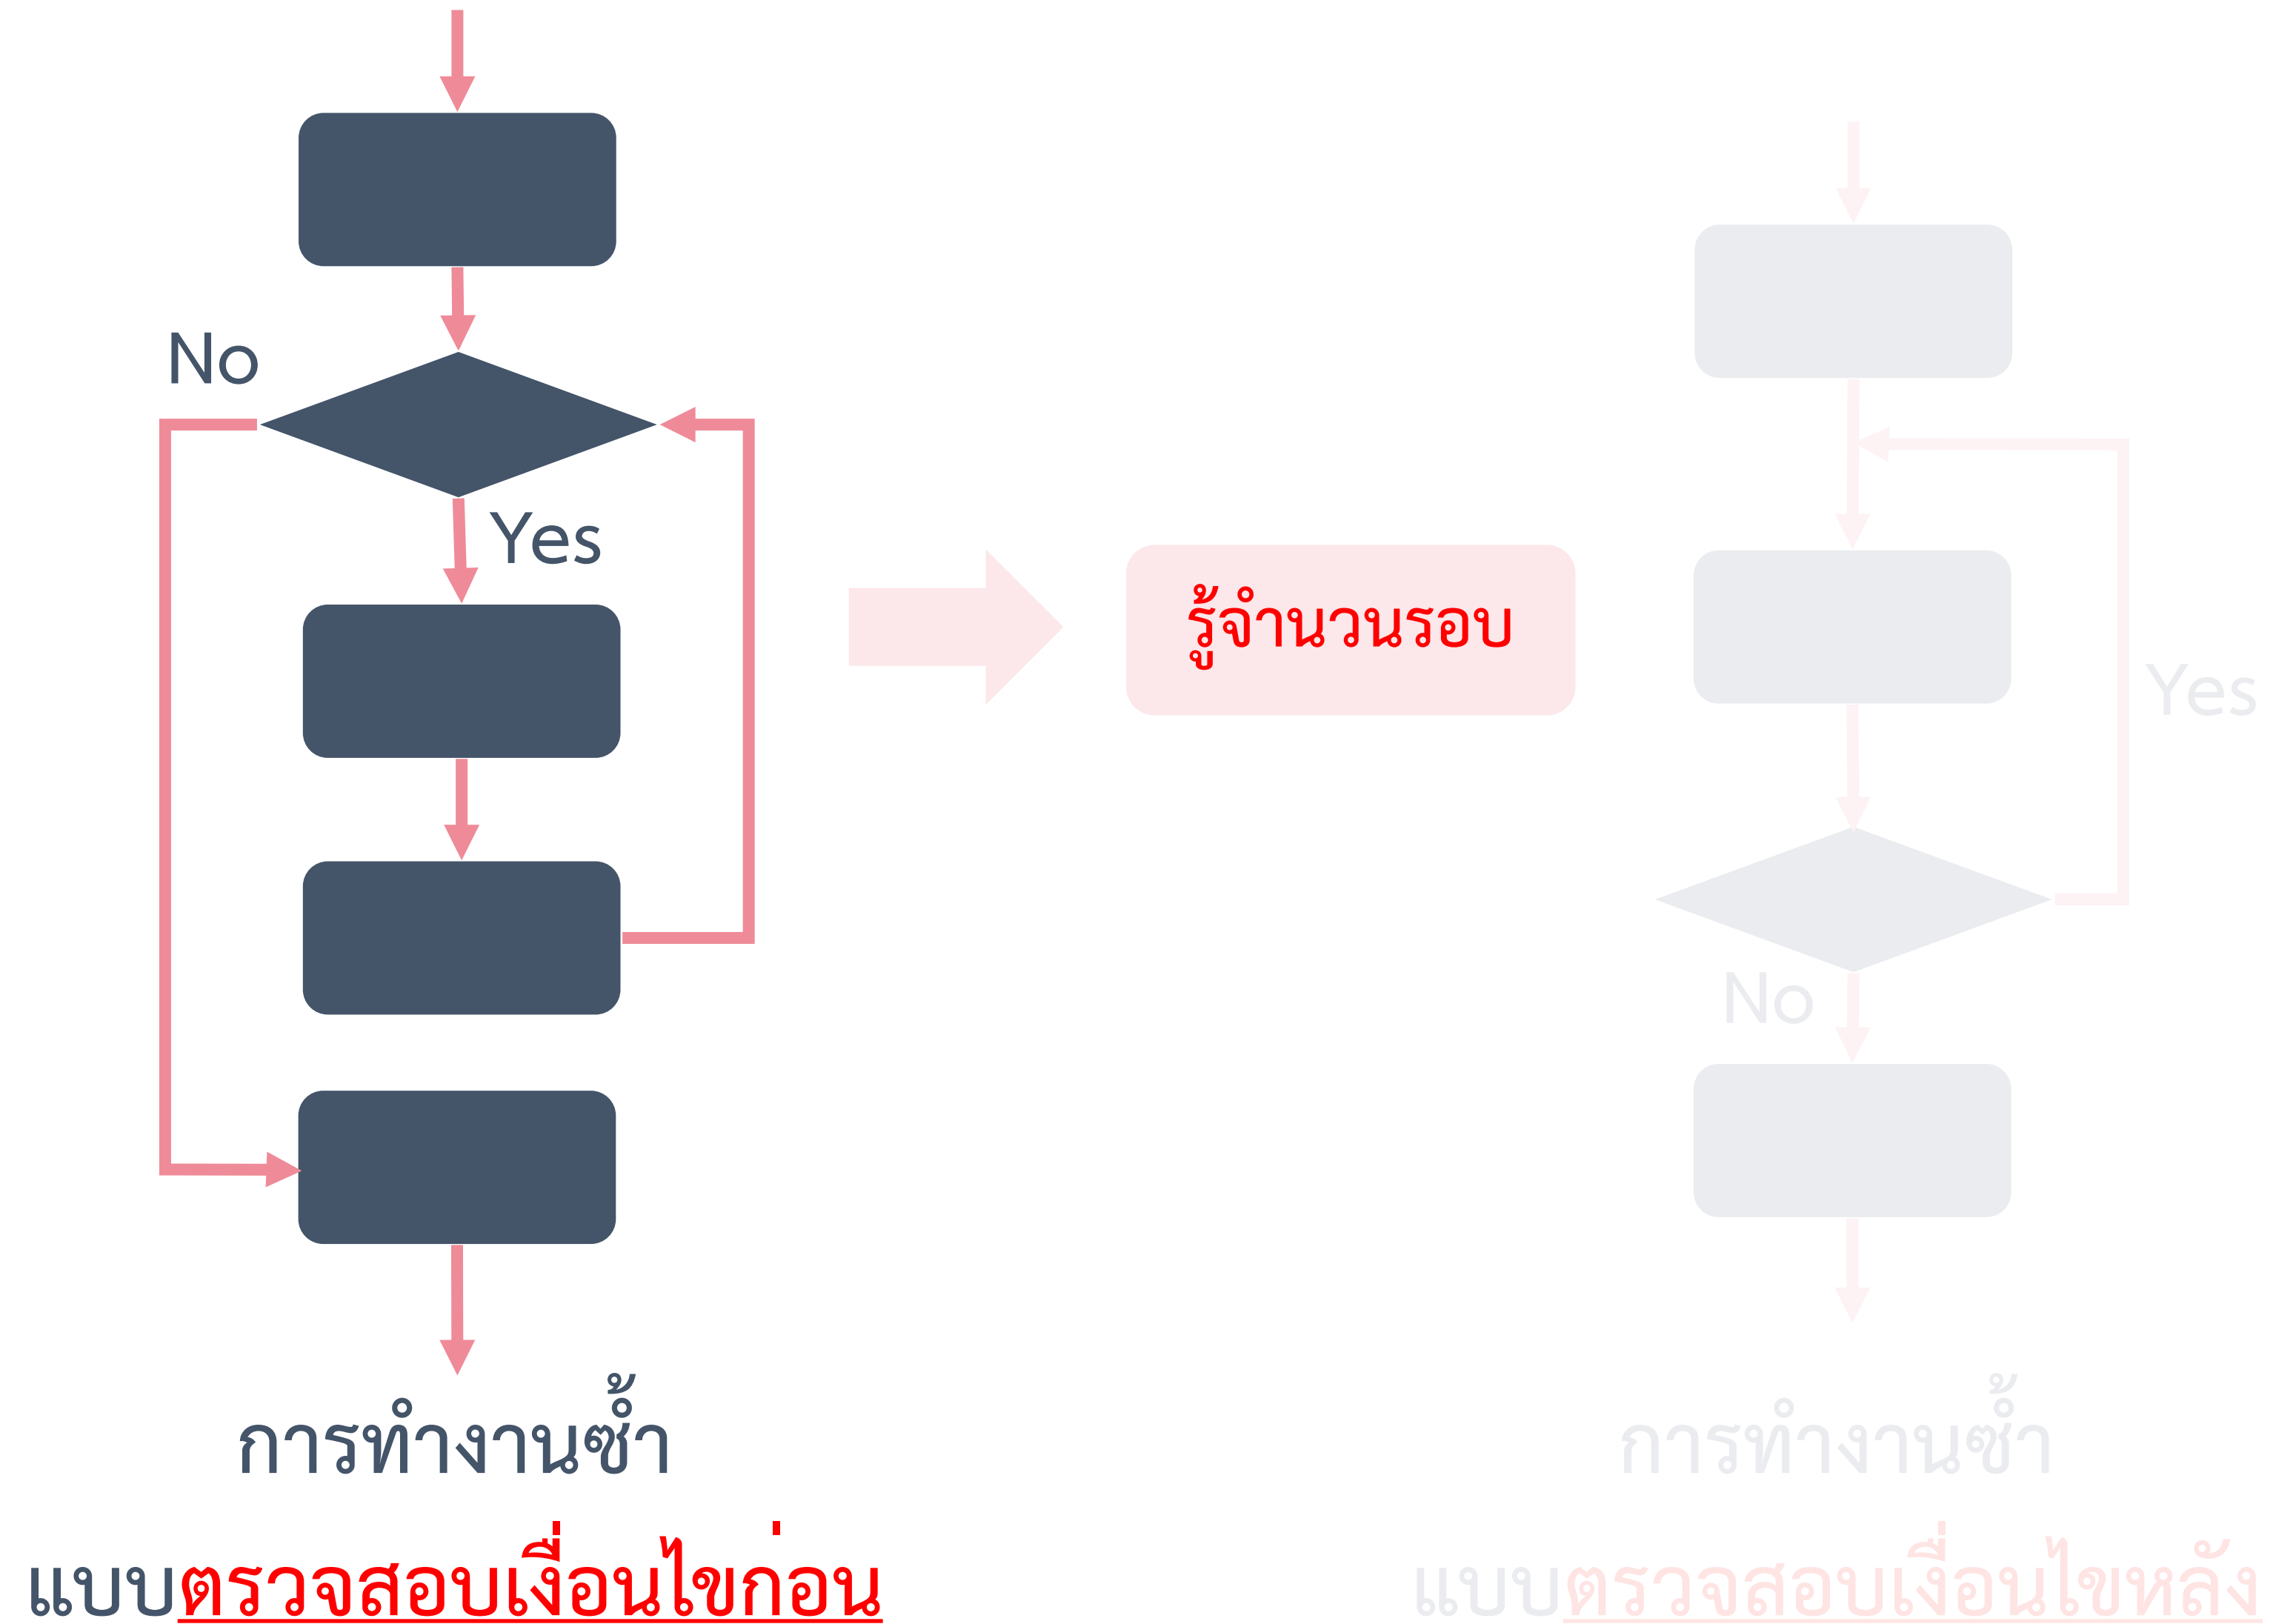 No
Yes
การทำงานซ้ำ
แบบตรวจสอบเงื่อนไขก่อน
รู้จำนวนรอบ
Yes
No
การทำงานซ้ำ
แบบตรวจสอบเงื่อนไขหลัง